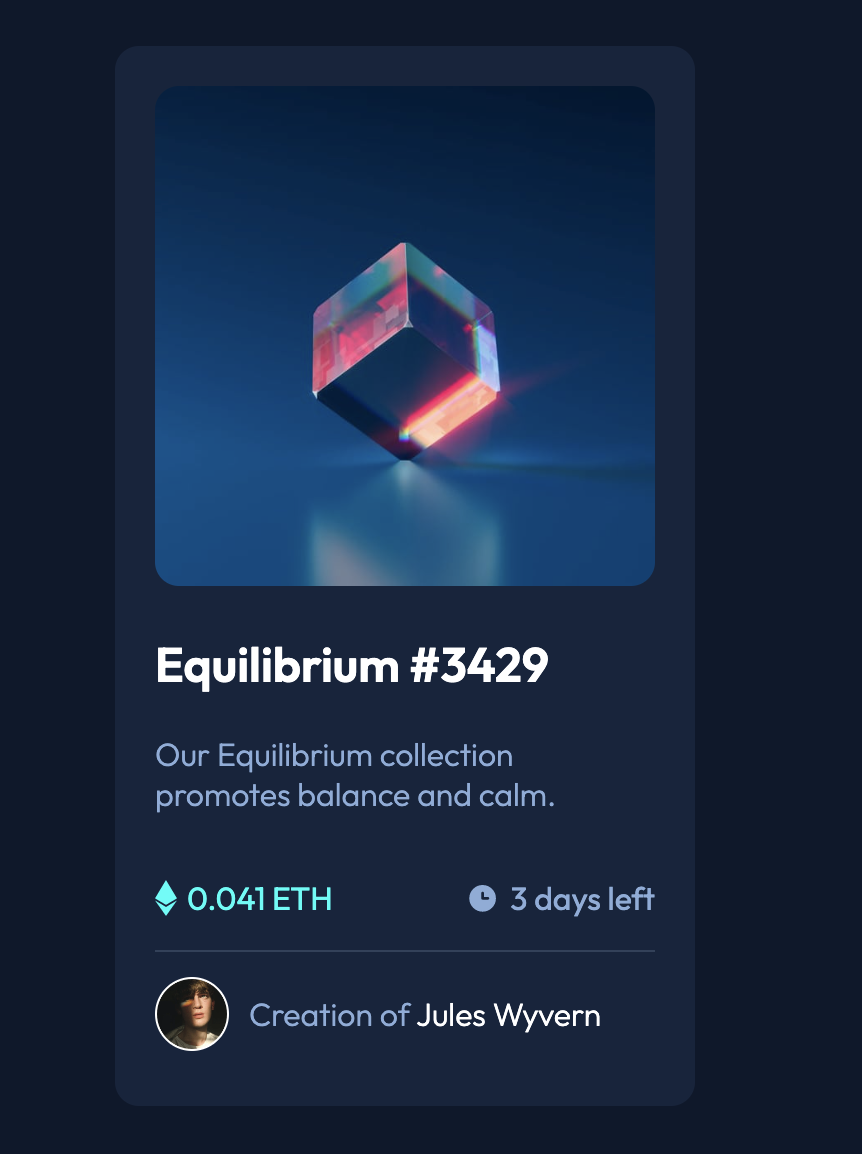 Equilibrium #3429
Our Equilibrium collection
promotes balance and calm.
0.041 ETH
3 days left
Creation of Jules Wyvern